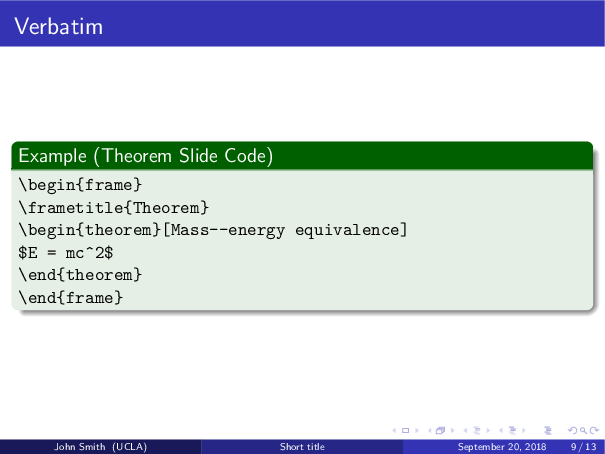 Verbatim
Example (Theorem Slide Code)
\begin{frame}
\frametitle{Theorem}
\begin{theorem}[Mass--energy equivalence]
$E = mc^2$
\end{theorem}
\end{frame}
John Smith (UCLA) Short title September 20, 2018 9 / 13